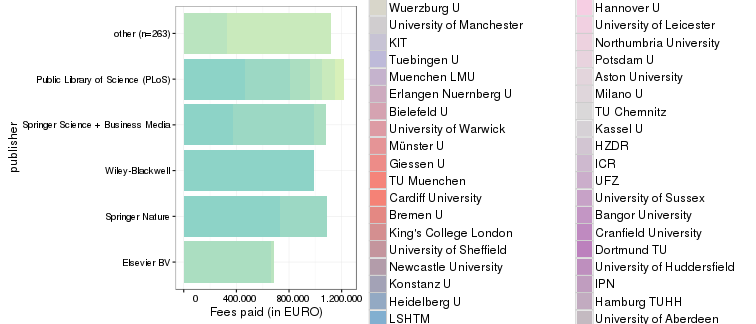 other (n=263)
Public Library of Science (PLoS)
Springer Science + Business Media
Wiley-Blackwell
Springer Nature
Elsevier BV
publisher
0 400.000 800.000 1.200.000
Fees paid (in EURO)
Wuerzburg U
University of Manchester
KIT
Tuebingen U
Muenchen LMU
Erlangen Nuernberg U
Bielefeld U
University of Warwick
Münster U
Giessen U
TU Muenchen
Cardiff University
Bremen U
King's College London
University of Sheffield
Newcastle University
Konstanz U
Heidelberg U
LSHTM
Hannover U
University of Leicester
Northumbria University
Potsdam U
Aston University
Milano U
TU Chemnitz
Kassel U
HZDR
ICR
UFZ
University of Sussex
Bangor University
Cranfield University
Dortmund TU
University of Huddersfield
IPN
Hamburg TUHH
University of Aberdeen